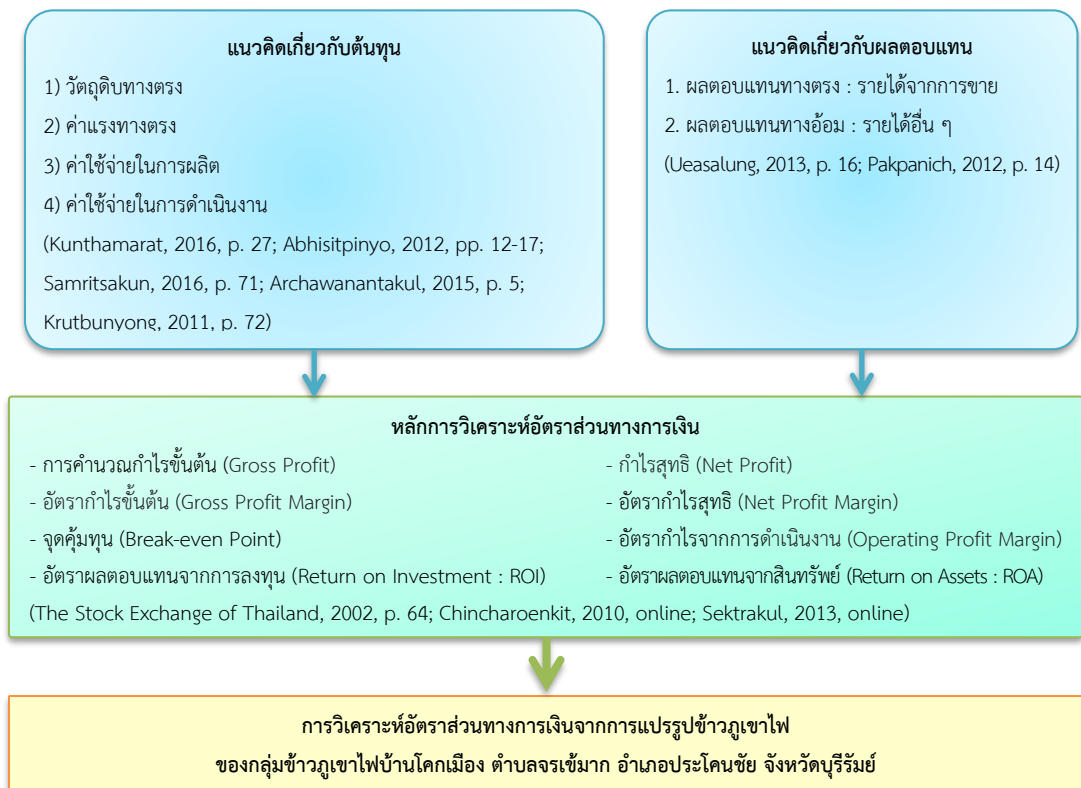 แนวคิดเกี่ยวกับต้นทุน
1) วัตถุดิบทางตรง
2) ค่าแรงทางตรง
3) ค่าใช้จ่ายในการผลิต
4) ค่าใช้จ่ายในการดำเนินงาน
(Kunthamarat, 2016, p. 27; Abhisitpinyo, 2012, pp. 12-17;
Samritsakun, 2016, p. 71; Archawanantakul, 2015, p. 5;
Krutbunyong, 2011, p. 72)
แนวคิดเกี่ยวกับผลตอบแทน
1. ผลตอบแทนทางตรง : รายได้จากการขาย
2. ผลตอบแทนทางอ้อม : รายได้อื่น ๆ
(Ueasalung, 2013, p. 16; Pakpanich, 2012, p. 14)
หลักการวิเคราะห์อัตราส่วนทางการเงิน
- การคำนวณกำไรขั้นต้น (Gross Profit)
- อัตรากำไรขั้นต้น (Gross Profit Margin)
- จุดคุ้มทุน (Break-even Point)
- อัตราผลตอบแทนจากการลงทุน (Return on Investment : ROI)
- กำไรสุทธิ (Net Profit)
- อัตรากำไรสุทธิ (Net Profit Margin)
- อัตรากำไรจากการดำเนินงาน (Operating Profit Margin)
- อัตราผลตอบแทนจากสินทรัพย์ (Return on Assets : ROA)
(The Stock Exchange of Thailand, 2002, p. 64; Chincharoenkit, 2010, online; Sektrakul, 2013, online)
การวิเคราะห์อัตราส่วนทางการเงินจากการแปรรูปข้าวภูเขาไฟ
ของกลุ่มข้าวภูเขาไฟบ้านโคกเมือง ตำบลจรเข้มาก อำเภอประโคนชัย จังหวัดบุรีรัมย์